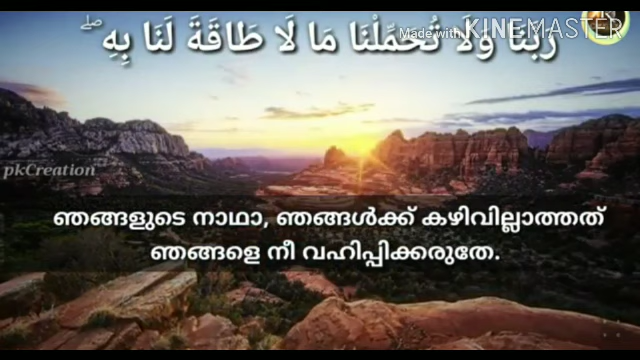 رَبَّنَا وَلَا تُحَمِّلْنَا مَا لَا طَاقَةَ لَنَا بِهِ ۖ
Made with KINEMASTER
pkCreation
ഞങ്ങളുടെ നാഥാ, ഞങ്ങൾക്ക് കഴിവില്ലാത്തത്
ഞങ്ങളെ നീ വഹിപ്പിക്കരുതേ.